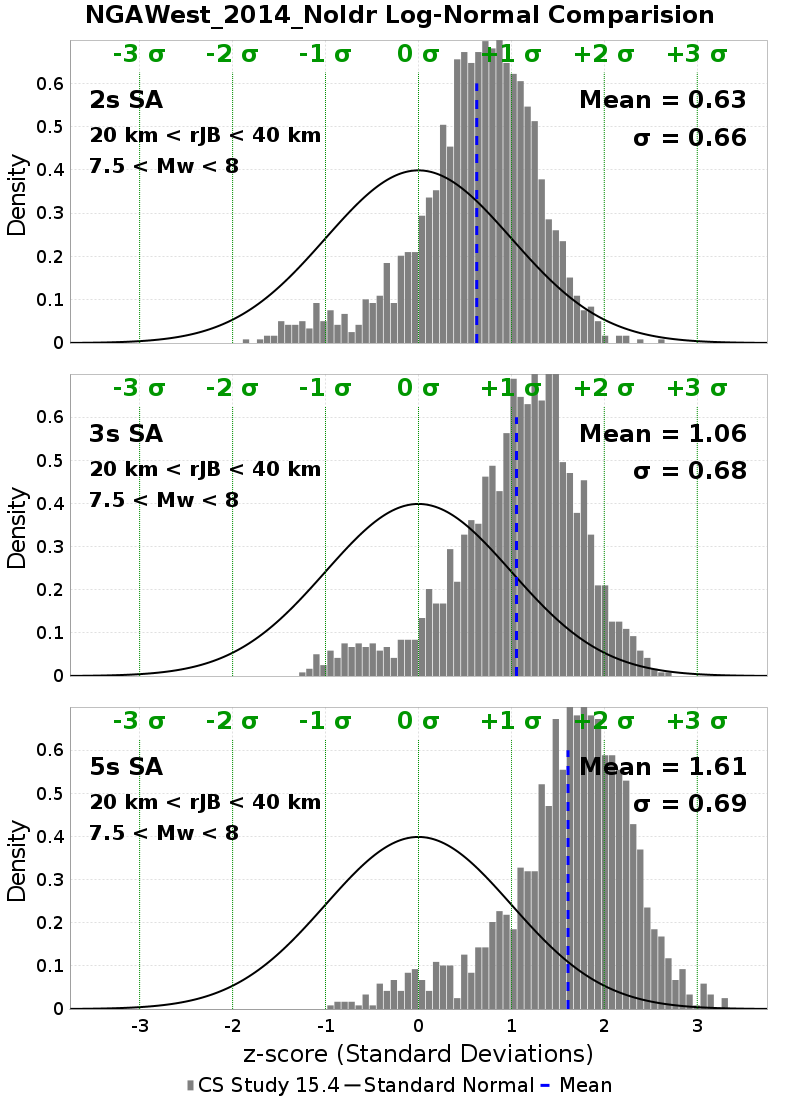 NGAWest_2014_NoIdr Log-Normal Comparision
-3 σ -2 σ -1 σ 0 σ +1 σ +2 σ +3 σ
2s SA Mean = 0.63
20 km < rJB < 40 km σ = 0.66
7.5 < Mw < 8
0.6
0.5
0.4
0.3
0.2
0.1
0
Density
-3 σ -2 σ -1 σ 0 σ +1 σ +2 σ +3 σ
3s SA Mean = 1.06
20 km < rJB < 40 km σ = 0.68
7.5 < Mw < 8
0.6
0.5
0.4
0.3
0.2
0.1
0
Density
-3 σ -2 σ -1 σ 0 σ +1 σ +2 σ +3 σ
5s SA Mean = 1.61
20 km < rJB < 40 km σ = 0.69
7.5 < Mw < 8
0.6
0.5
0.4
0.3
0.2
0.1
0
Density
-3 -2 -1 0 1 2 3
z-score (Standard Deviations)
CS Study 15.4 Standard Normal Mean